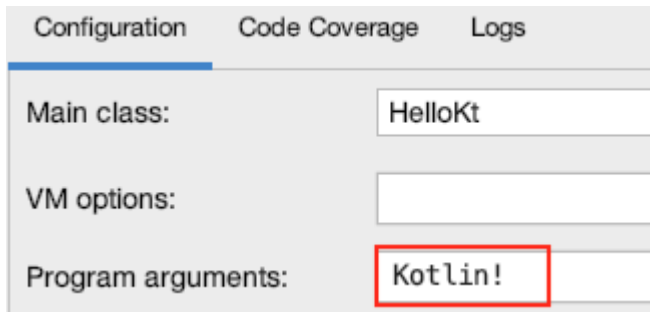 Configuration Code Coverage Logs
Main class: HelloKt
VM options:
Program arguments: Kotlin!